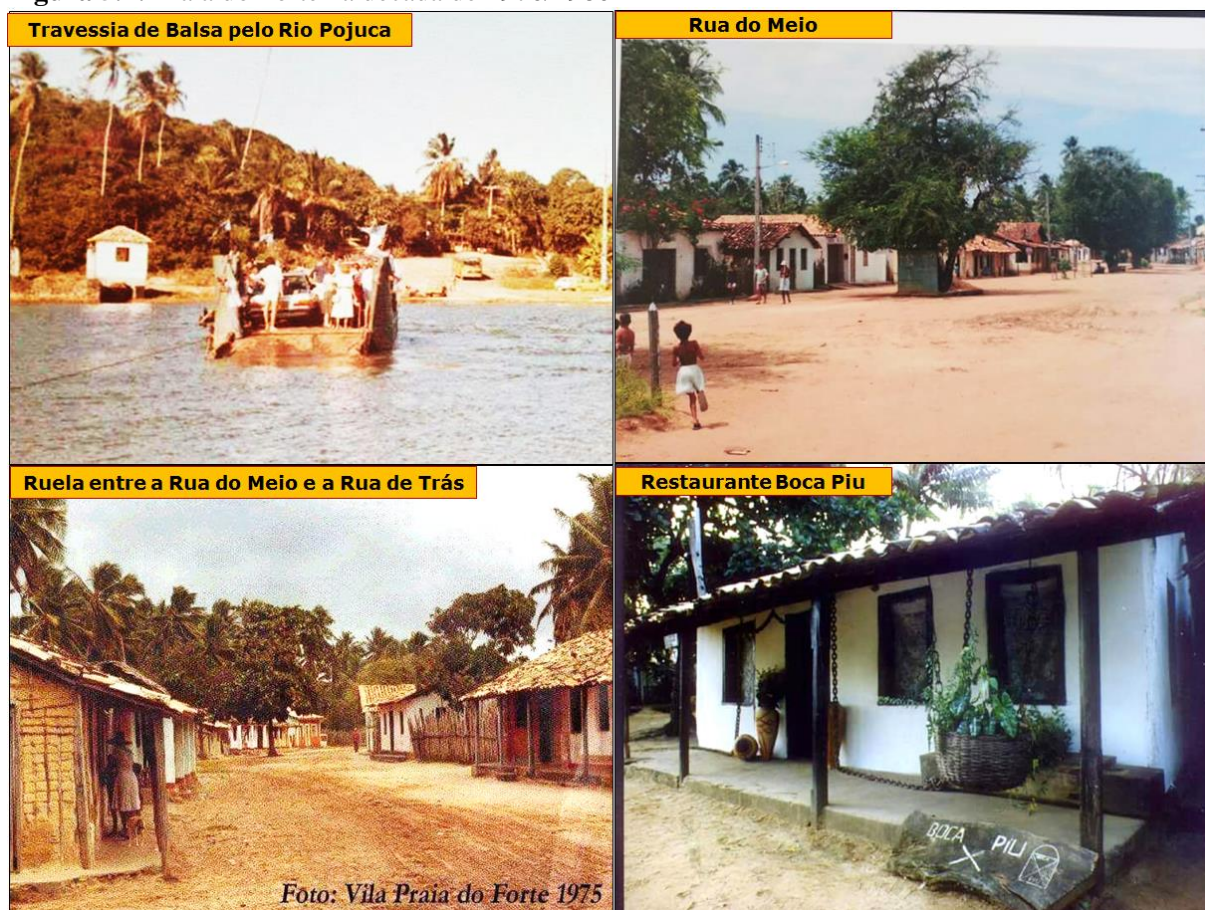 Travessia de Balsa pelo Rio Pojuca
Rua do Meio
Ruela entre a Rua do Meio e a Rua de Trás
Restaurante Boca Piu
BOCA PIU
Foto: Vila Praia do Forte 1975